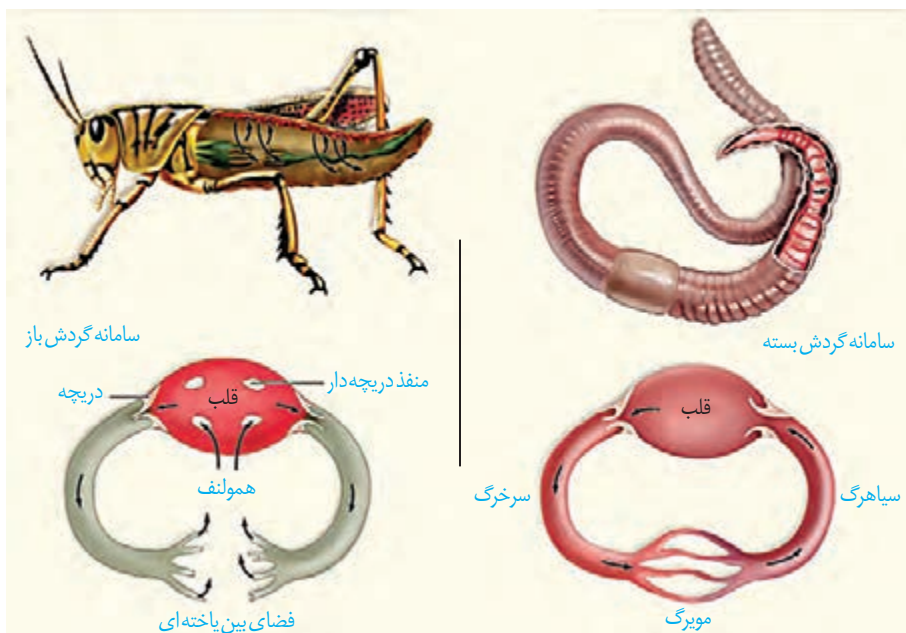 سامانه گردش بسته
قلب
سیاهرگ
سرخرگ
مویرگ
سامانه گردش باز
منفذ دریچه‌دار
دریچه
قلب
همولنف
فضای بین یاخته‌ای